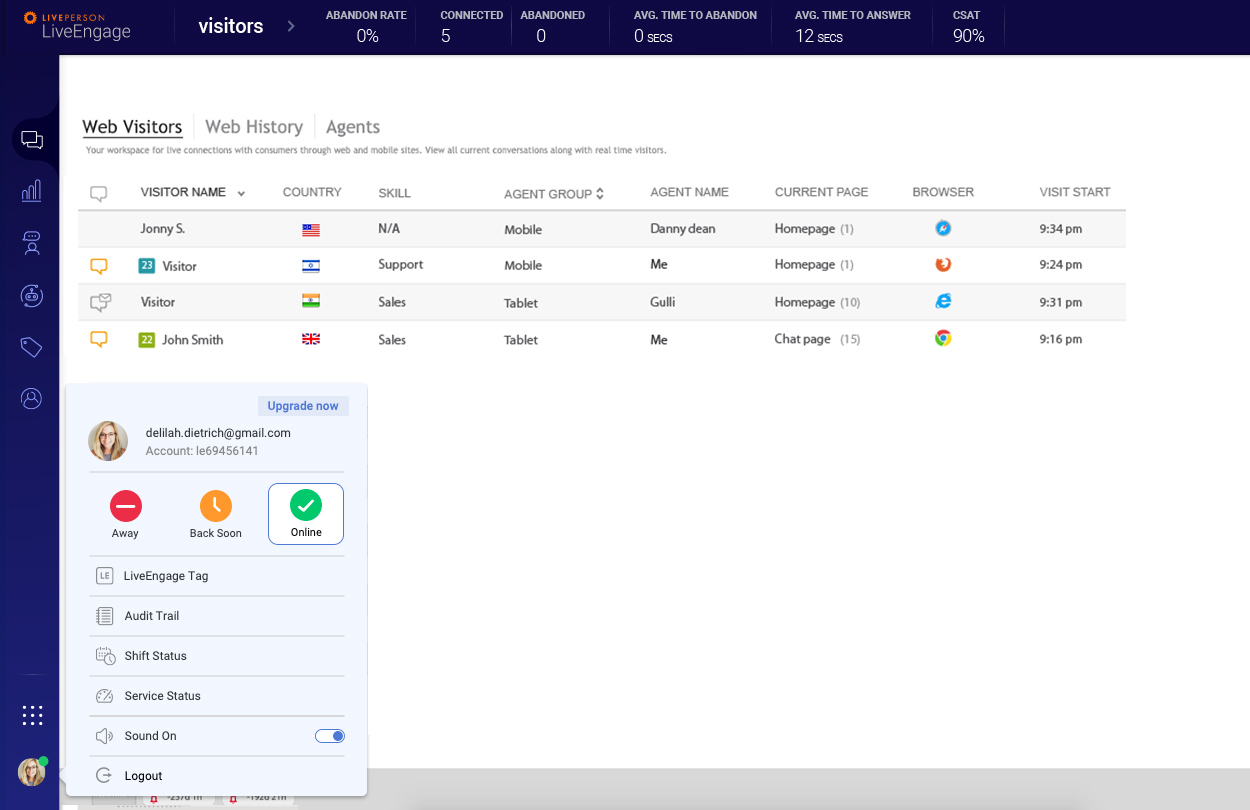 LIVEPERSON
LiveEngage
visitors
ABANDON RATE CONNECTED ABANDONED AVG. TIME TO ABANDON AVG. TIME TO ANSWER CSAT
0% 5 0 0 SECS 12 SECS 90%
Web Visitors Web History Agents
Your workspace for live connections with consumers through web and mobile sites. View all current conversations along with real time visitors.
VISITOR NAME COUNTRY SKILL AGENT GROUP AGENT NAME CURRENT PAGE BROWSER VISIT START
Jonny S. N/A Mobile Danny dean Homepage (1) 9:34 pm
23 Visitor Support Mobile Me Homepage (1) 9:24 pm
Visitor Sales Tablet Gulli Homepage (10) 9:31 pm
22 John Smith Sales Tablet Me Chat page (15) 9:16 pm
Upgrade now
delilah.dietrich@gmail.com
Account: le69456141
Away Back Soon Online
LE LiveEngage Tag
Audit Trail
Shift Status
Service Status
Sound On
Logout